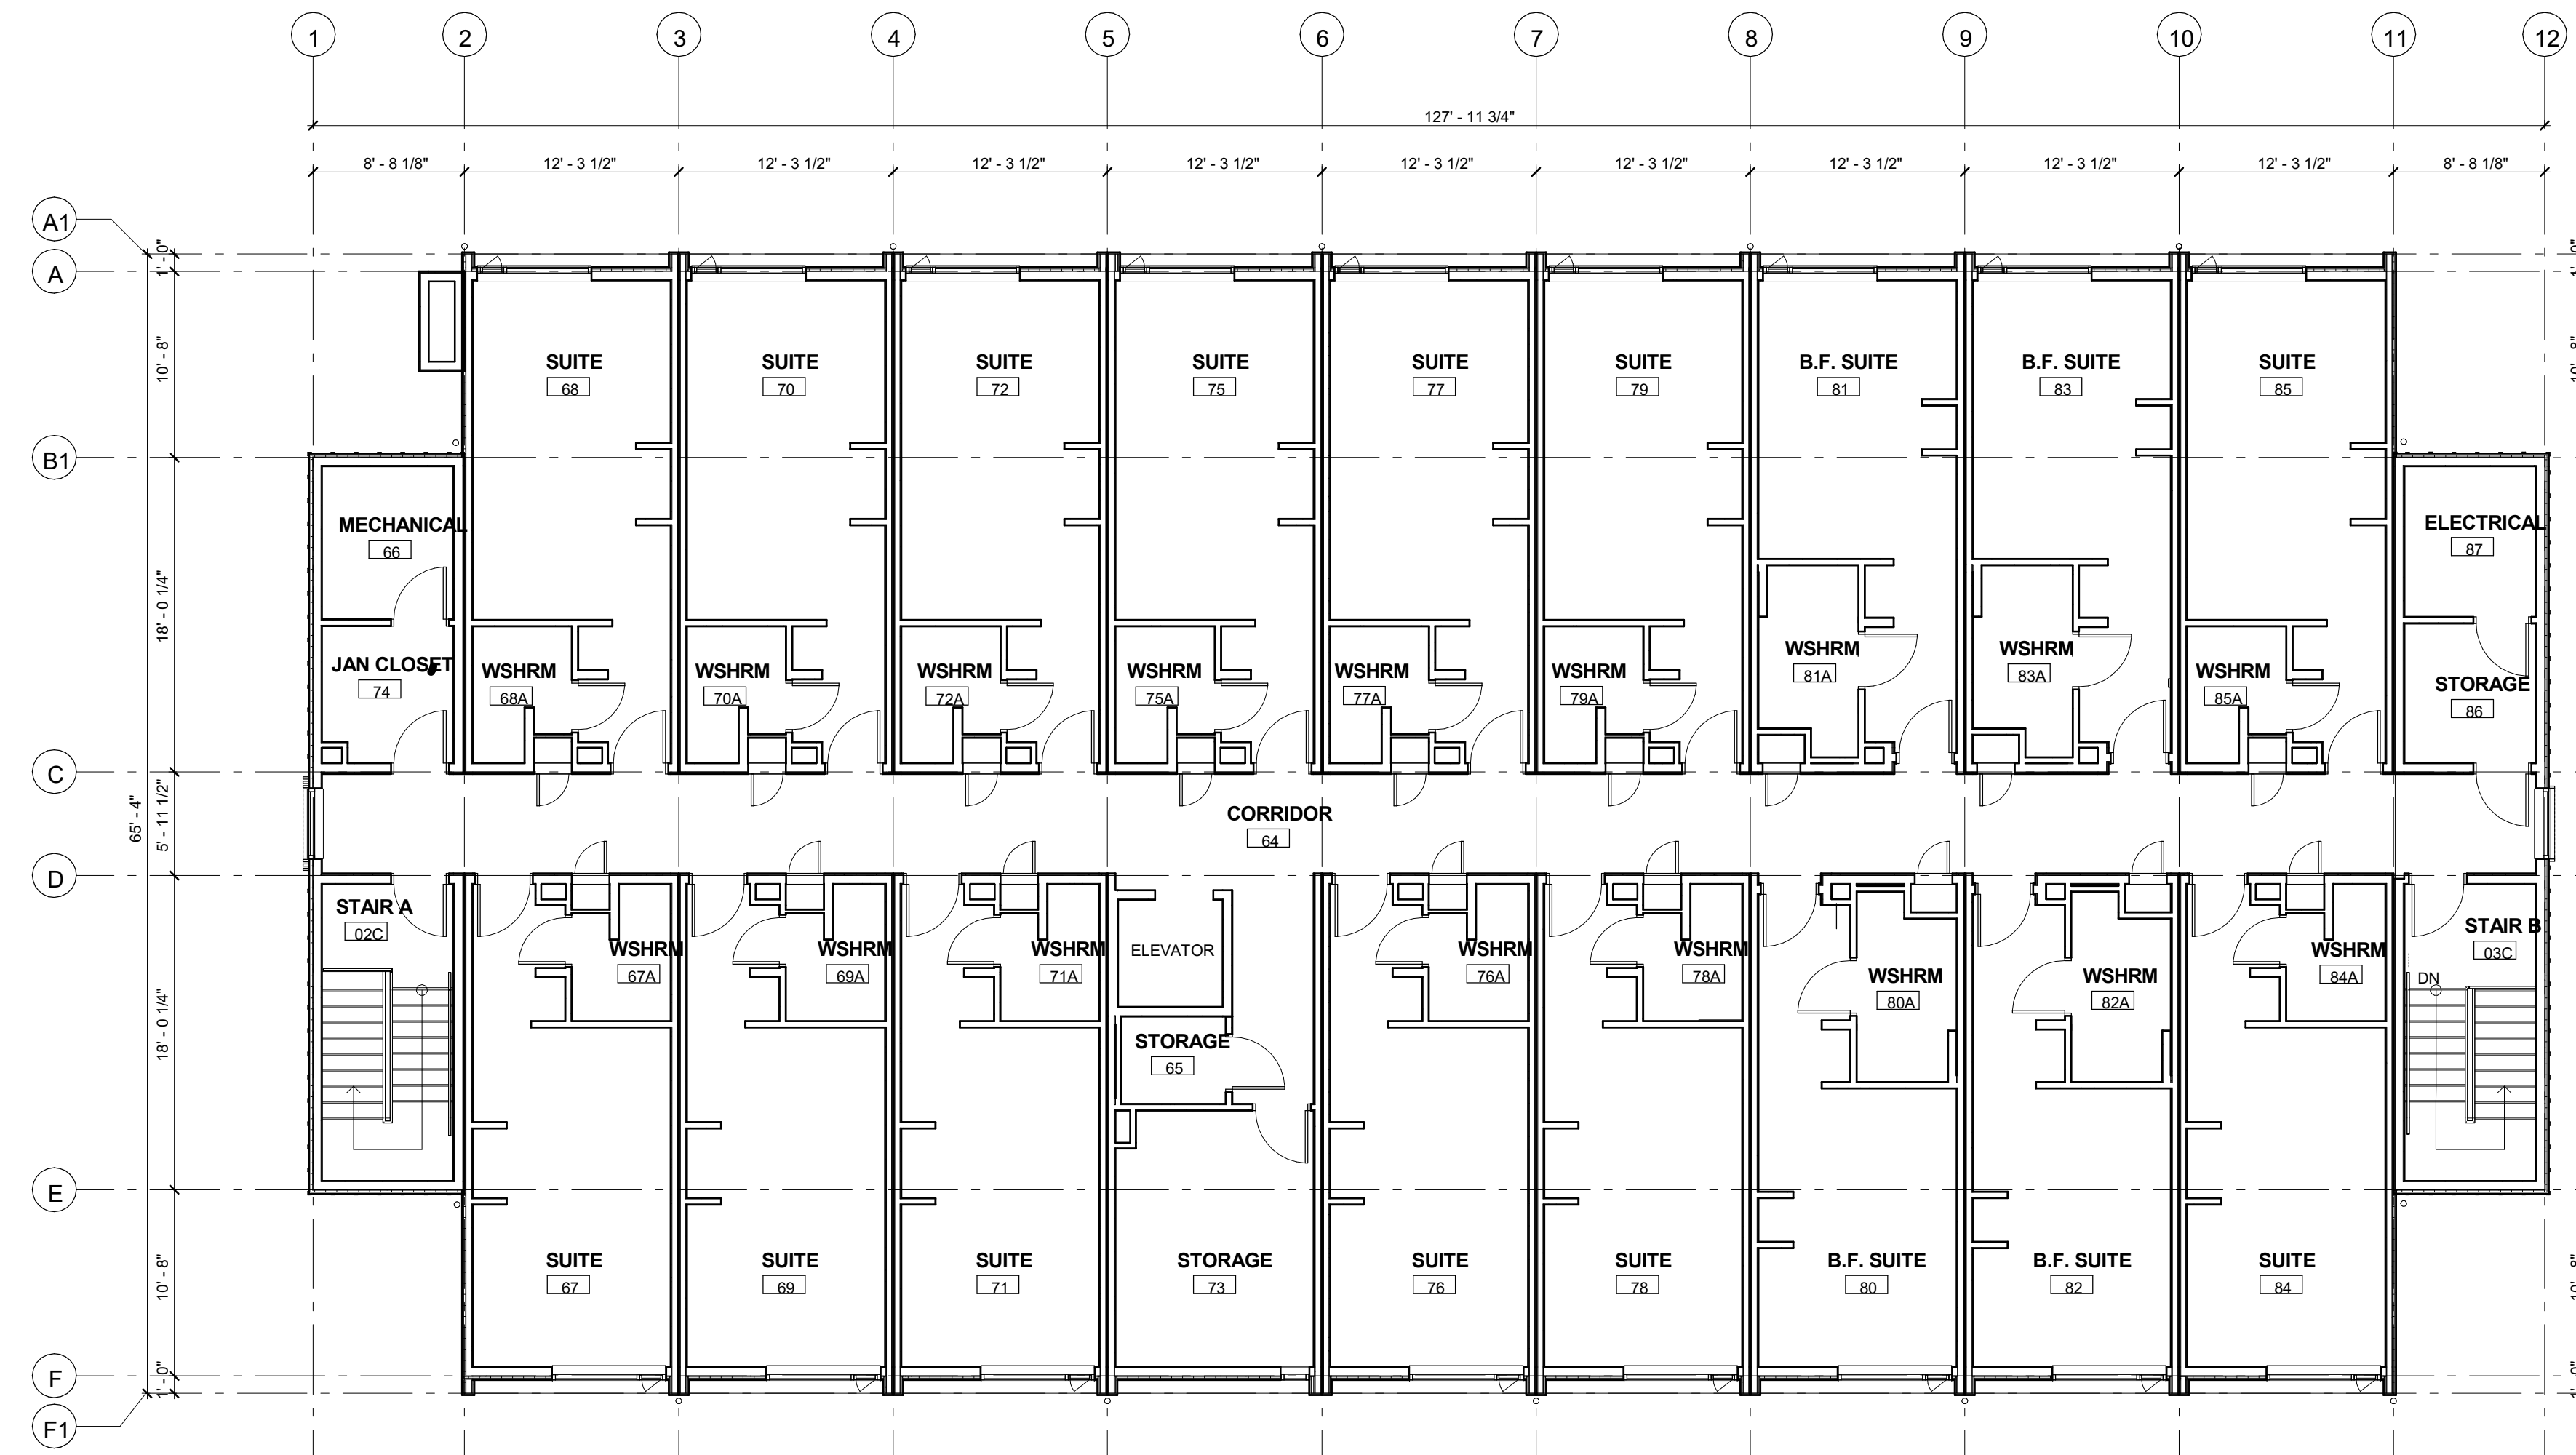 1 2 3 4 5 6 7 8 9 10 11 12
127' - 11 3/4"
8' - 8 1/8" 12' - 3 1/2" 12' - 3 1/2" 12' - 3 1/2" 12' - 3 1/2" 12' - 3 1/2" 12' - 3 1/2" 12' - 3 1/2" 12' - 3 1/2" 12' - 3 1/2" 8' - 8 1/8"
A1
1' - 0" 1' - 0"
A
10' - 8" 10' - 8"
SUITE SUITE SUITE SUITE SUITE SUITE B.F. SUITE B.F. SUITE SUITE
68 70 72 75 77 79 81 83 85
B1
MECHANICAL ELECTRICAL
66 87
18' - 0 1/4"
JAN CLOSET WSHRM WSHRM WSHRM WSHRM WSHRM WSHRM WSHRM WSHRM WSHRM STORAGE
74 68A 70A 72A 75A 77A 79A 81A 83A 85A 86
C
65' - 4"
5' - 11 1/2"
CORRIDOR
64
D
STAIR A STAIR B
02C 03C
WSHRM WSHRM WSHRM ELEVATOR WSHRM WSHRM WSHRM WSHRM WSHRM
67A 69A 71A 76A 78A 80A 82A 84A
DN
18' - 0 1/4"
STORAGE
65
E
10' - 8" 10' - 8"
SUITE SUITE SUITE STORAGE SUITE SUITE B.F. SUITE B.F. SUITE SUITE
67 69 71 73 76 78 80 82 84
F
1' - 0" 1' - 0"
F1